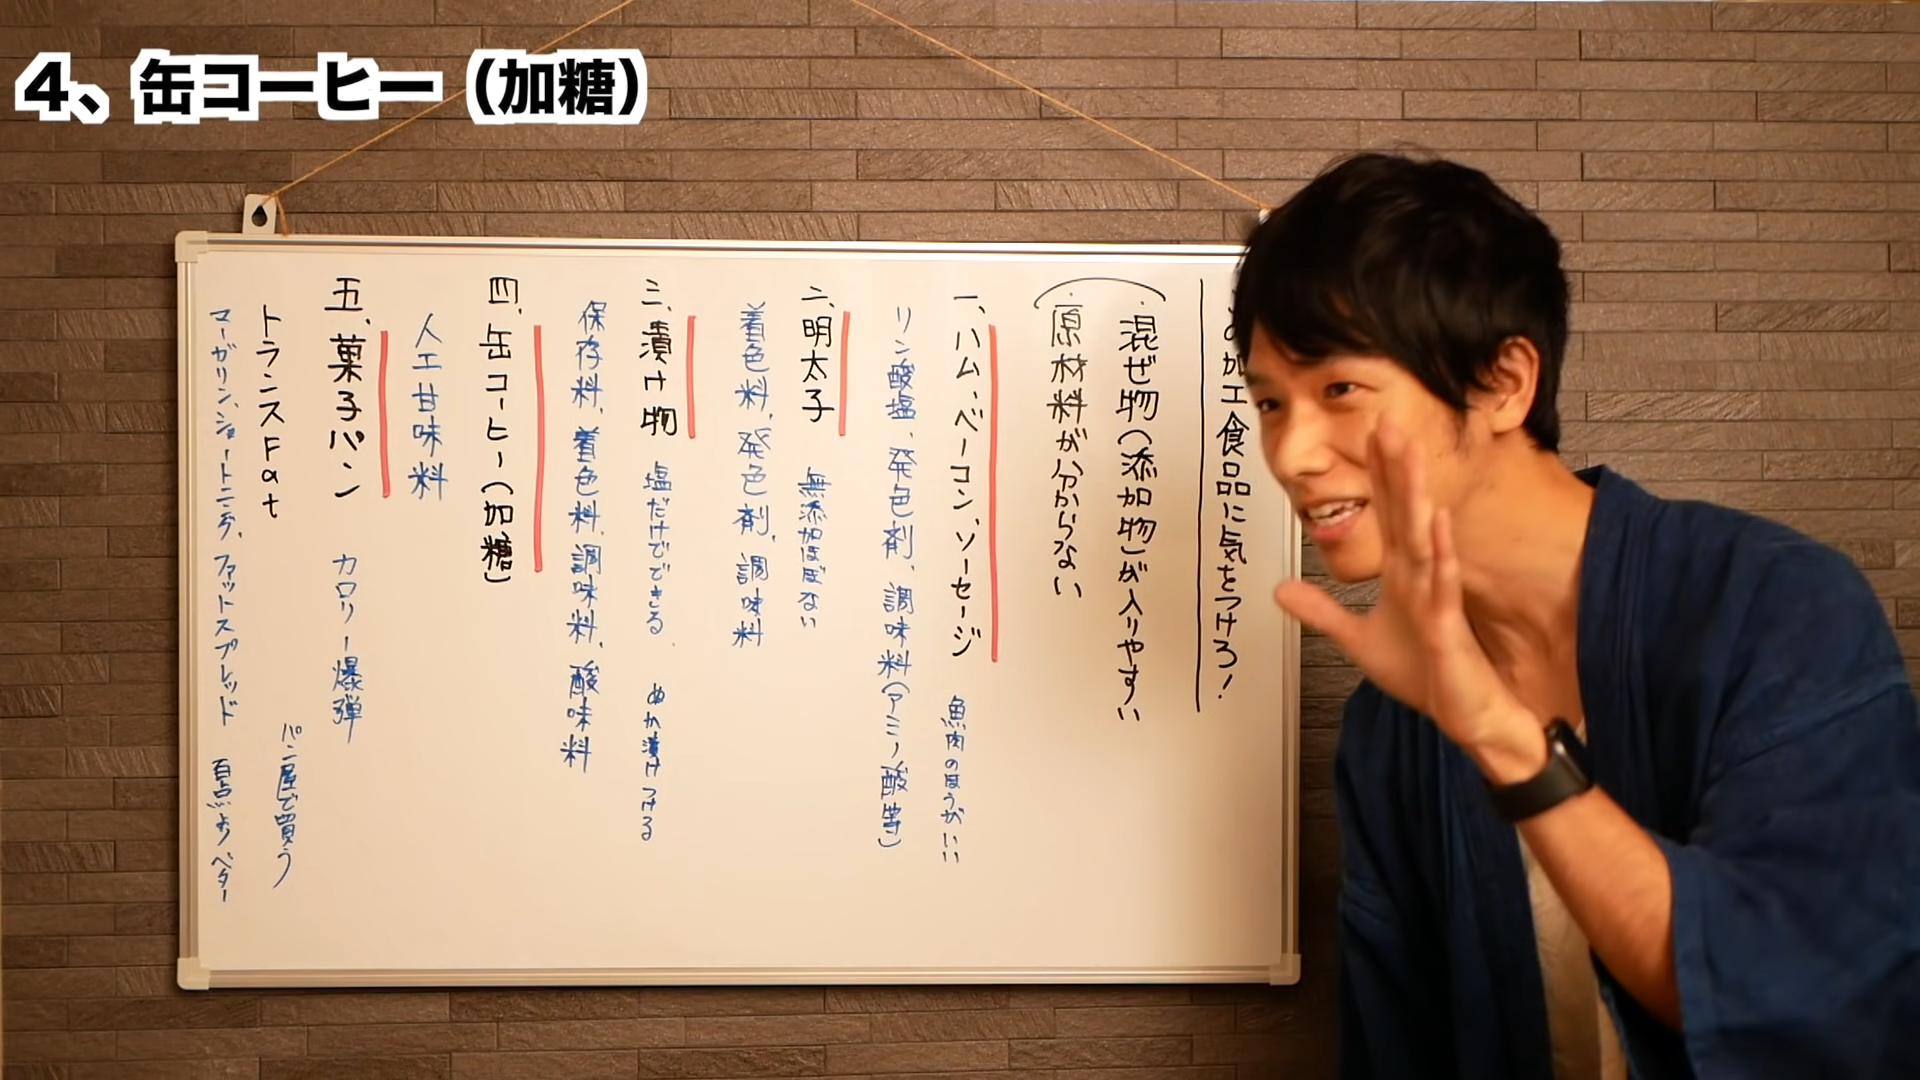 4、缶コーヒー（加糖）
加工食品に気をつけろ！
・混ぜ物（添加物）が入りやすい
・原材料が分からない
一、ハム、ベーコン、ソーセージ 魚肉のほうがいい
リン酸塩、発色剤、調味料（アミノ酸等）
二、明太子 無添加ほぼない
着色料、発色剤、調味料
三、漬け物 塩だけでできる、ぬか漬けつける
保存料、着色料、調味料、酸味料
四、缶コーヒー（加糖）
人工甘味料
五、菓子パン カロリー爆弾
トランスFat パン屋で買う
マーガリン、ショートニング、ファットスプレッド 百点よりベター